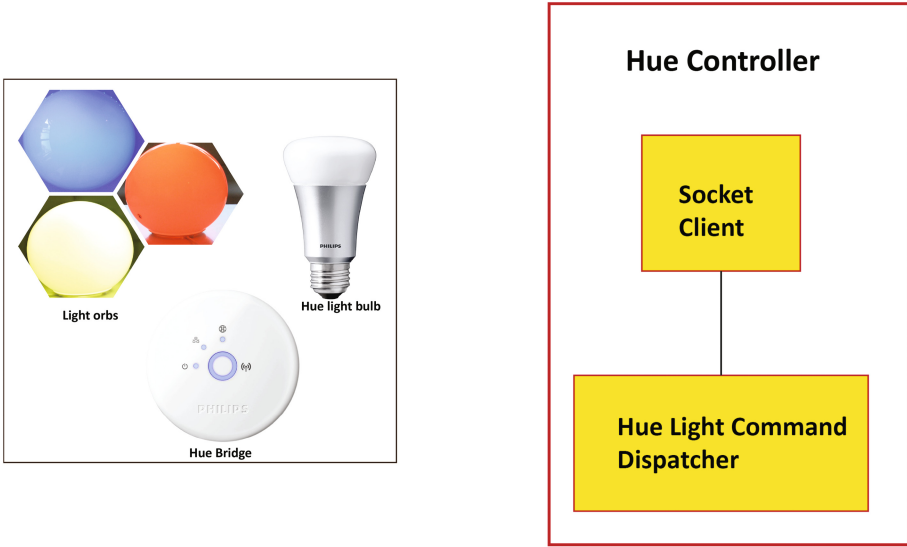 Hue Controller
Socket
Client
Hue Light Command
Dispatcher
Light orbs
PHILIPS
Hue light bulb
PHILIPS
Hue Bridge